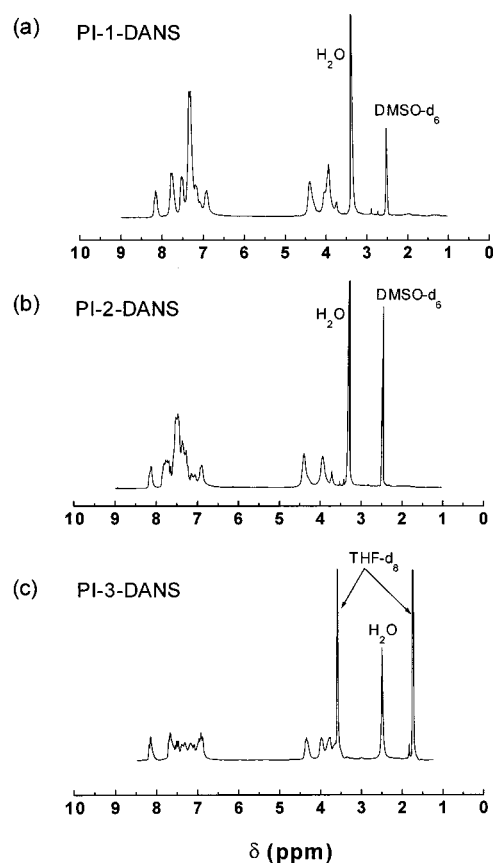 (a) PI-1-DANS
H₂O
DMSO-d₆
10 9 8 7 6 5 4 3 2 1 0
(b) PI-2-DANS
H₂O
DMSO-d₆
10 9 8 7 6 5 4 3 2 1 0
(c) PI-3-DANS
THF-d₈
H₂O
10 9 8 7 6 5 4 3 2 1 0
δ (ppm)